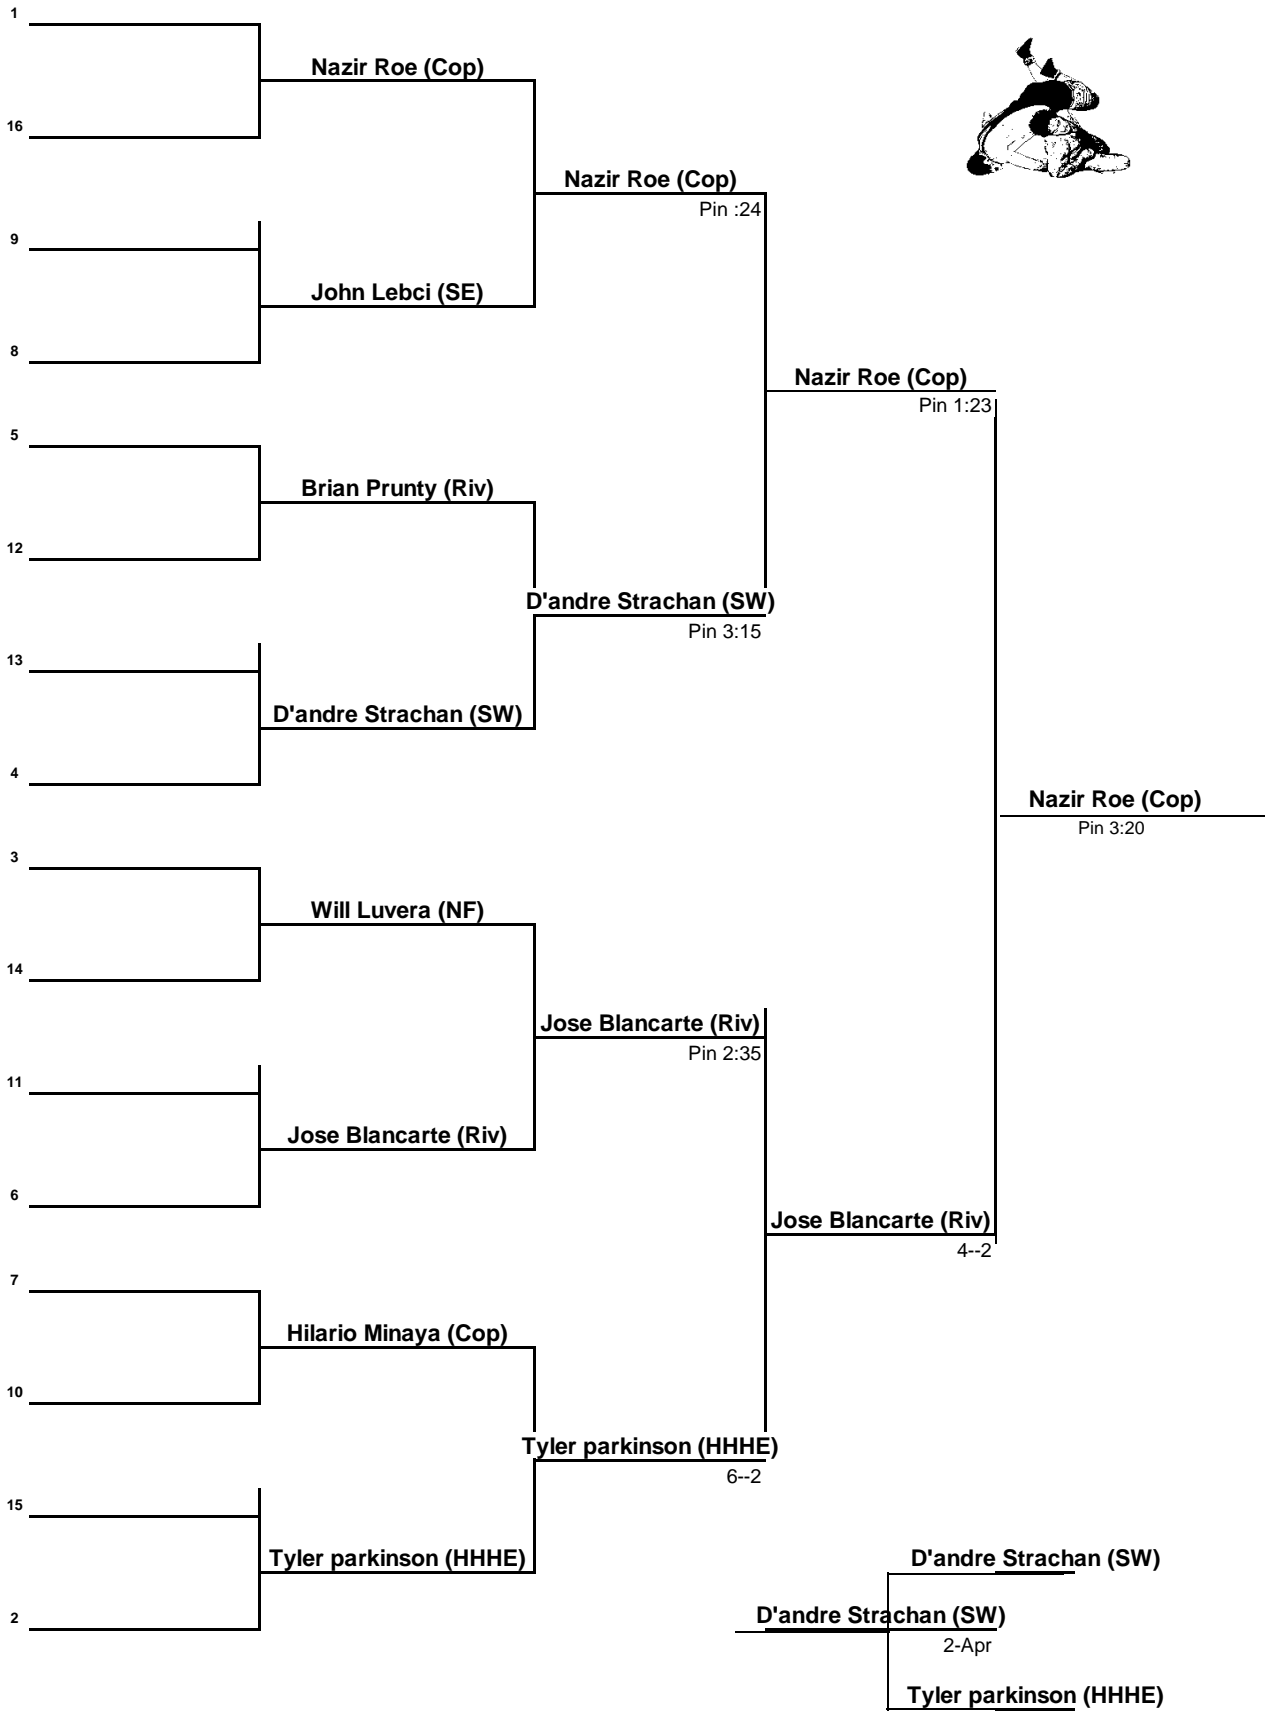 1
Nazir Roe (Cop)
16
Nazir Roe (Cop)
Pin :24
9
John Lebci (SE)
8
Nazir Roe (Cop)
Pin 1:23
5
Brian Prunty (Riv)
12
D'andre Strachan (SW)
Pin 3:15
13
D'andre Strachan (SW)
4
Nazir Roe (Cop)
Pin 3:20
3
Will Luvera (NF)
14
Jose Blancarte (Riv)
Pin 2:35
11
Jose Blancarte (Riv)
6
Jose Blancarte (Riv)
4--2
7
Hilario Minaya (Cop)
10
Tyler parkinson (HHHE)
6--2
15
Tyler parkinson (HHHE)
2
D'andre Strachan (SW)
D'andre Strachan (SW)
2-Apr
Tyler parkinson (HHHE)